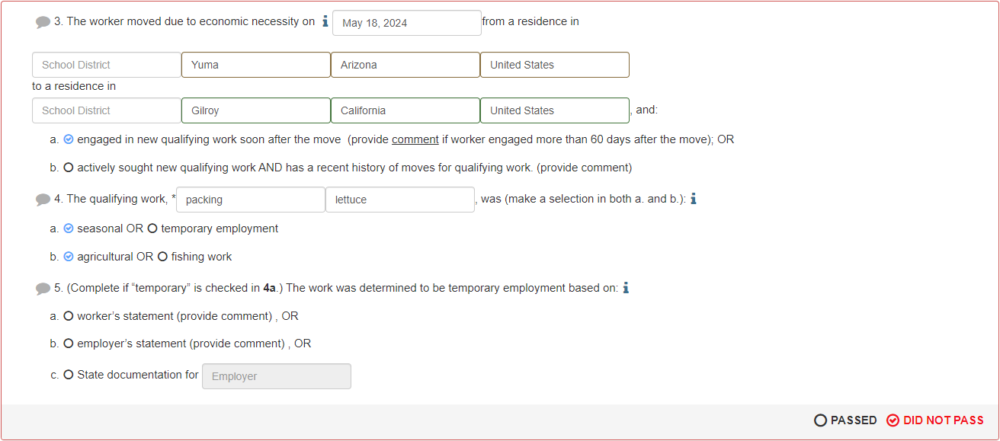 3. The worker moved due to economic necessity on i May 18, 2024 from a residence in
School District Yuma Arizona United States
to a residence in
School District Gilroy California United States , and:
a. engaged in new qualifying work soon after the move (provide comment if worker engaged more than 60 days after the move); OR
b. actively sought new qualifying work AND has a recent history of moves for qualifying work. (provide comment)
4. The qualifying work, * packing lettuce , was (make a selection in both a. and b.): i
a. seasonal OR temporary employment
b. agricultural OR fishing work
5. (Complete if “temporary” is checked in 4a.) The work was determined to be temporary employment based on: i
a. worker’s statement (provide comment) , OR
b. employer’s statement (provide comment) , OR
c. State documentation for Employer
PASSED DID NOT PASS